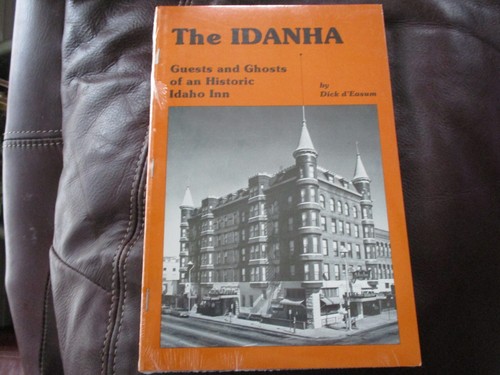 The IDANHA
Guests and Ghosts
of an Historic
Idaho Inn
by
Dick d'Easum